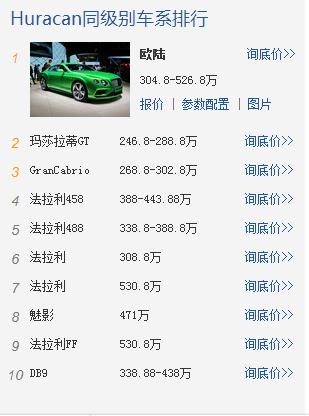 Huracan同级别车系排行
1 欧陆 询底价>>
304.8-526.8万
报价 | 参数配置 | 图片
2 玛莎拉蒂GT 246.8-288.8万 询底价>>
3 GranCabrio 268.8-302.8万 询底价>>
4 法拉利458 388-443.88万 询底价>>
5 法拉利488 338.8-388.8万 询底价>>
6 法拉利 308.8万 询底价>>
7 法拉利 530.8万 询底价>>
8 魅影 471万 询底价>>
9 法拉利FF 530.8万 询底价>>
10 DB9 338.88-438万 询底价>>